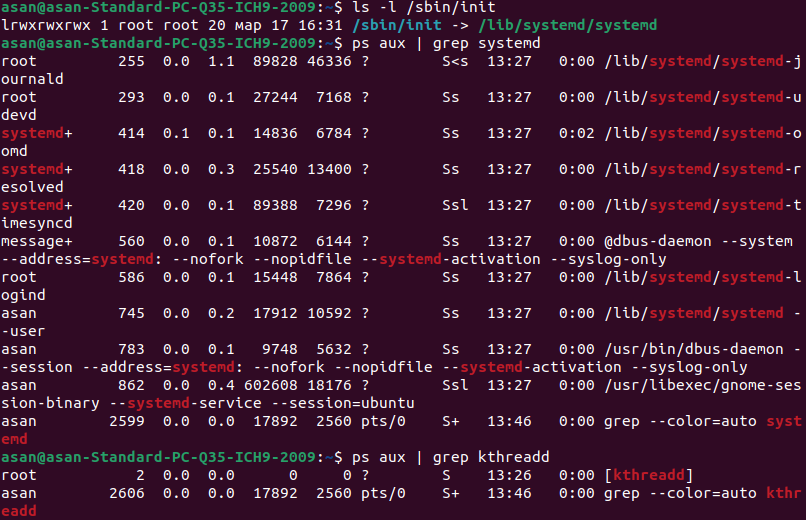 asan@asan-Standard-PC-Q35-ICH9-2009:~$ ls -l /sbin/init
lrwxrwxrwx 1 root root 20 мар 17 16:31 /sbin/init -> /lib/systemd/systemd
asan@asan-Standard-PC-Q35-ICH9-2009:~$ ps aux | grep systemd
root         255  0.0  1.1  89828 46336 ?        S<s  13:27   0:00 /lib/systemd/systemd-j
ournald
root         293  0.0  0.1  27244  7168 ?        Ss   13:27   0:00 /lib/systemd/systemd-u
devd
systemd+     414  0.1  0.1  14836  6784 ?        Ss   13:27   0:02 /lib/systemd/systemd-o
omd
systemd+     418  0.0  0.3  25540 13400 ?        Ss   13:27   0:00 /lib/systemd/systemd-r
esolved
systemd+     420  0.0  0.1  89388  7296 ?        Ssl  13:27   0:00 /lib/systemd/systemd-t
imesyncd
message+     560  0.0  0.1  10872  6144 ?        Ss   13:27   0:00 @dbus-daemon --system
--address=systemd: --nofork --nopidfile --systemd-activation --syslog-only
root         586  0.0  0.1  15448  7864 ?        Ss   13:27   0:00 /lib/systemd/systemd-l
ogind
asan         745  0.0  0.2  17912 10592 ?        Ss   13:27   0:00 /lib/systemd/systemd -
-user
asan         783  0.0  0.1   9748  5632 ?        Ss   13:27   0:00 /usr/bin/dbus-daemon -
-session --address=systemd: --nofork --nopidfile --systemd-activation --syslog-only
asan         862  0.0  0.4 602608 18176 ?        Ssl  13:27   0:00 /usr/libexec/gnome-ses
sion-binary --systemd-service --session=ubuntu
asan        2599  0.0  0.0  17892  2560 pts/0    S+   13:46   0:00 grep --color=auto syst
emd
asan@asan-Standard-PC-Q35-ICH9-2009:~$ ps aux | grep kthreadd
root           2  0.0  0.0      0     0 ?        S    13:26   0:00 [kthreadd]
asan        2606  0.0  0.0  17892  2560 pts/0    S+   13:46   0:00 grep --color=auto kthr
eadd